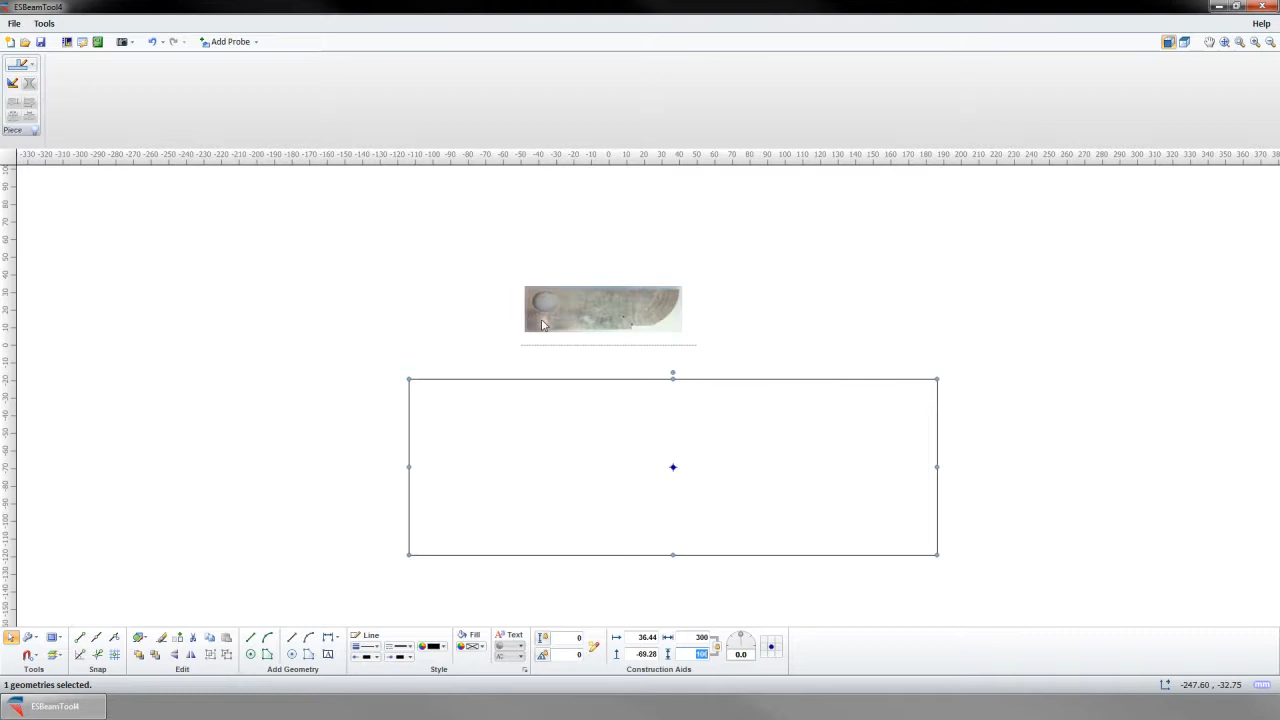 ESBeamTool4
File Tools Help
Add Probe
Piece
-330 -320 -310 -300 -290 -280 -270 -260 -250 -240 -230 -220 -210 -200 -190 -180 -170 -160 -150 -140 -130 -120 -110 -100 -90 -80 -70 -60 -50 -40 -30 -20 -10 0 10 20 30 40 50 60 70 80 90 100 110 120 130 140 150 160 170 180 190 200 210 220 230 240 250 260 270 280 290 300 310 320 330 340 350 360 370
Line Fill Text 0 36.44 300
0 -69.28 100 0.0
Tools Snap Edit Add Geometry Style Construction Aids
1 geometries selected. -247.60 , -32.75
ESBeamTool4